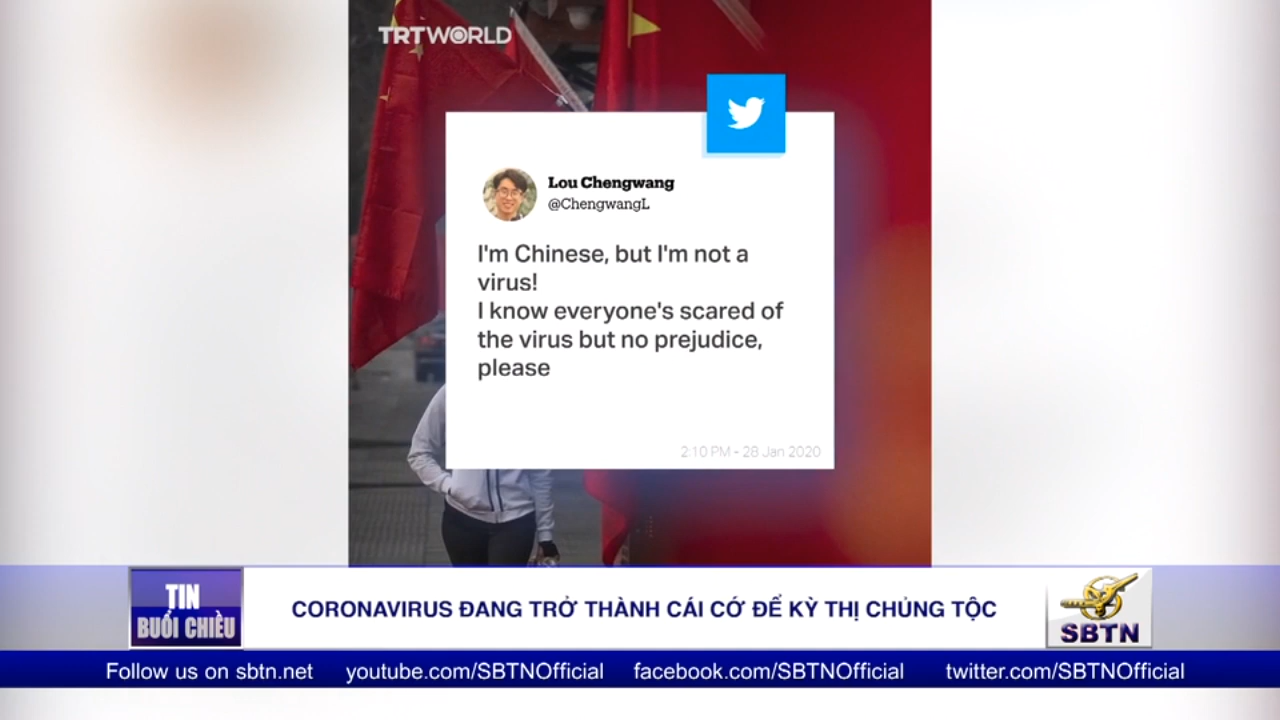 TRTWORLD
Lou Chengwang
@ChengwangL
I'm Chinese, but I'm not a
virus!
I know everyone's scared of
the virus but no prejudice,
please
2:10 PM - 28 Jan 2020
TIN
BUỔI CHIỀU
CORONAVIRUS ĐANG TRỞ THÀNH CÁI CỚ ĐỂ KỲ THỊ CHỦNG TỘC
SBTN
Follow us on sbtn.net youtube.com/SBTNOfficial facebook.com/SBTNOfficial twitter.com/SBTNOfficial